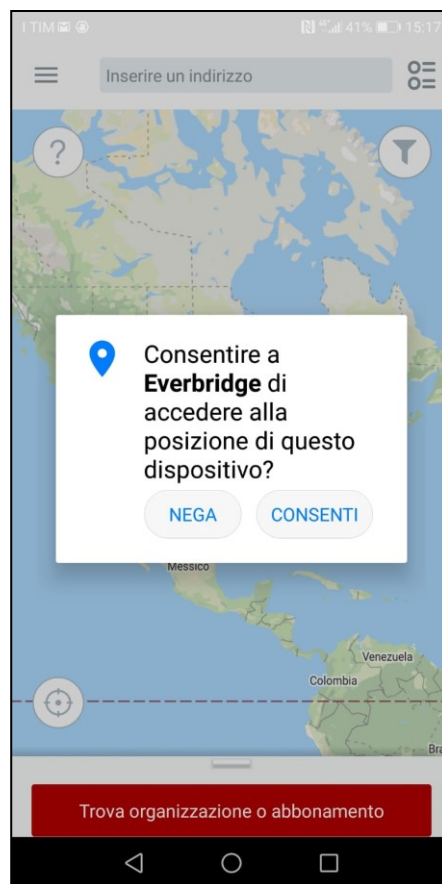 I TIM
41% 15:17
Inserire un indirizzo
?
Consentire a
Everbridge di
accedere alla
posizione di questo
dispositivo?
NEGA CONSENTI
Messico
Venezuela
Colombia
Bra
Trova organizzazione o abbonamento